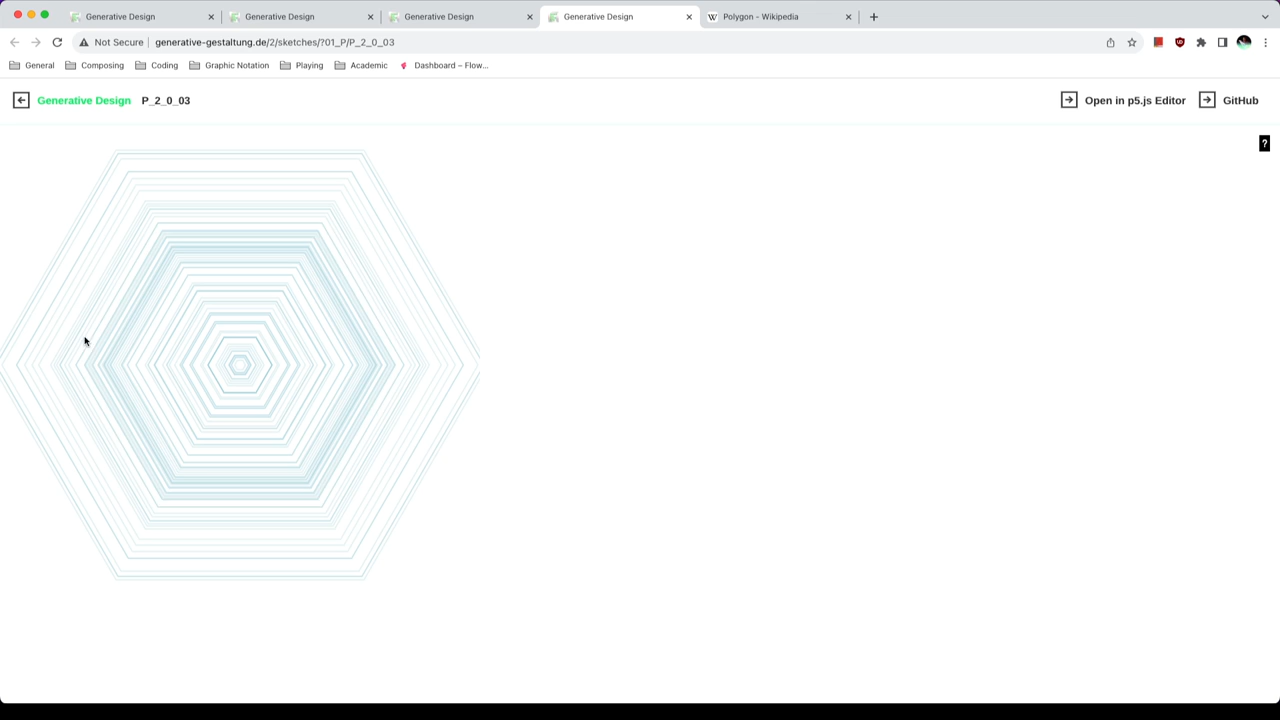 Generative Design Generative Design Generative Design Generative Design Polygon - Wikipedia
Not Secure generative-gestaltung.de/2/sketches/?01_P/P_2_0_03
General Composing Coding Graphic Notation Playing Academic Dashboard – Flow...
Generative Design P_2_0_03 Open in p5.js Editor GitHub
?